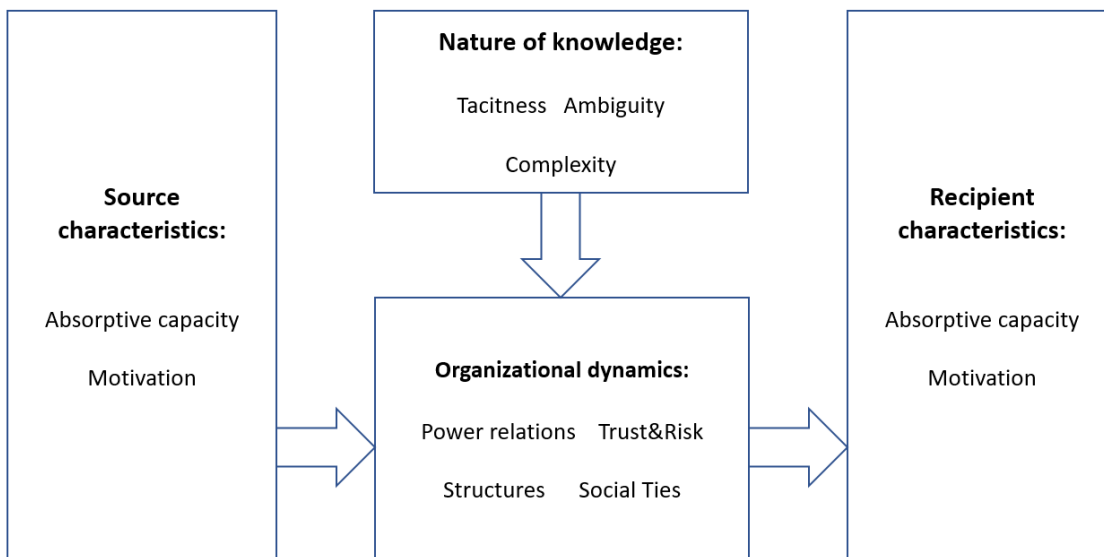 Source
characteristics:
Absorptive capacity
Motivation
Nature of knowledge:
Tacitness Ambiguity
Complexity
Organizational dynamics:
Power relations Trust&Risk
Structures Social Ties
Recipient
characteristics:
Absorptive capacity
Motivation